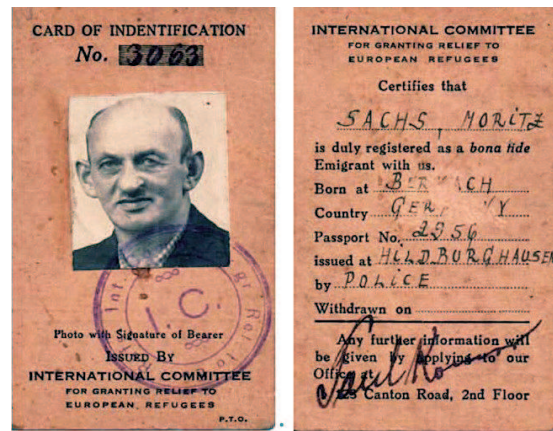 CARD OF INDENTIFICATION
No. 3063
Photo with Signature of Bearer
ISSUED BY
INTERNATIONAL COMMITTEE
FOR GRANTING RELIEF TO
EUROPEAN REFUGEES
P.T.O.
I.C.
INTERNATIONAL COMMITTEE
FOR GRANTING RELIEF TO
EUROPEAN REFUGEES
Certifies that
SACHS, MORITZ
is duly registered as a bona tide
Emigrant with us.
Born at
Country
Passport No. 2956
issued at HILDBURGHAUSEN
by POLICE
Withdrawn on
Any further information will
be given by applying to our
Office at
Canton Road, 2nd Floor